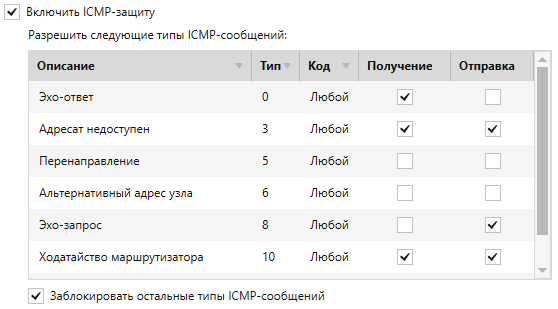 Включить ICMP-защиту
Разрешить следующие типы ICMP-сообщений:
Описание Тип Код Получение Отправка
Эхо-ответ 0 Любой
Адресат недоступен 3 Любой
Перенаправление 5 Любой
Альтернативный адрес узла 6 Любой
Эхо-запрос 8 Любой
Ходатайство маршрутизатора 10 Любой
Заблокировать остальные типы ICMP-сообщений